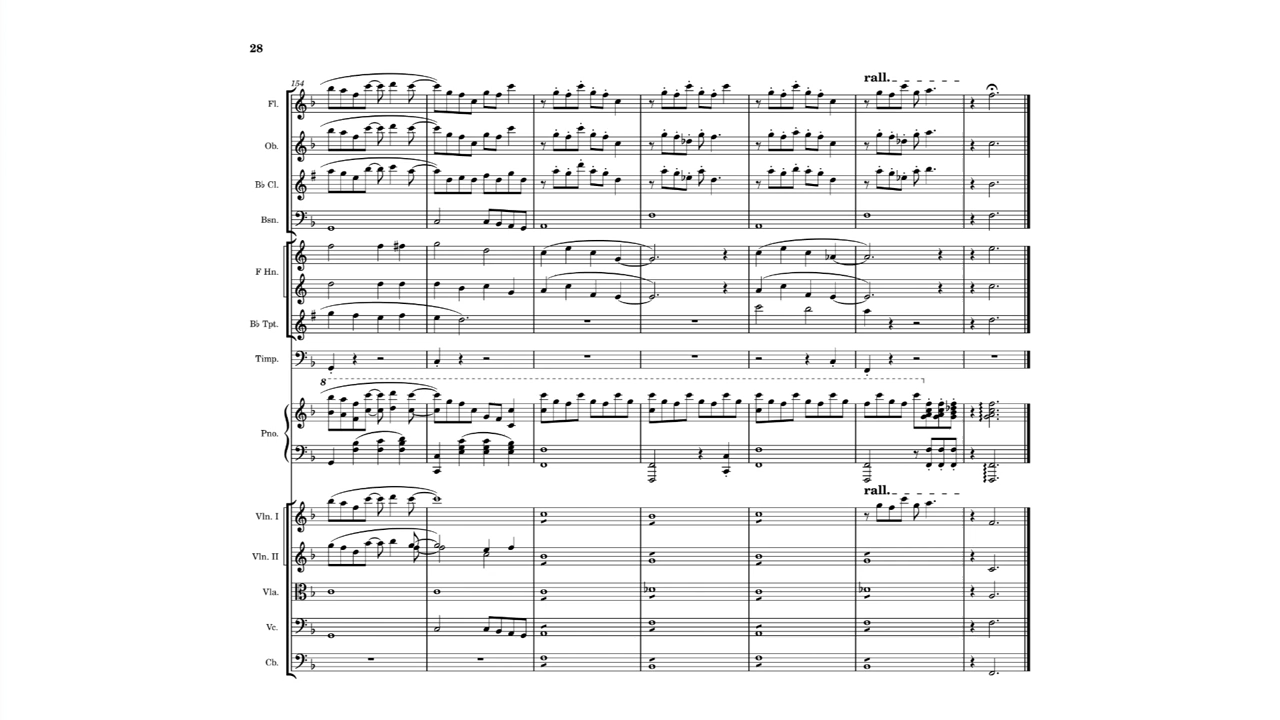 28
154
rall.
Fl.
Ob.
B♭ Cl.
Bsn.
F Hn.
B♭ Tpt.
Timp.
8
Pno.
rall.
Vln. I
Vln. II
Vla.
Vc.
Cb.